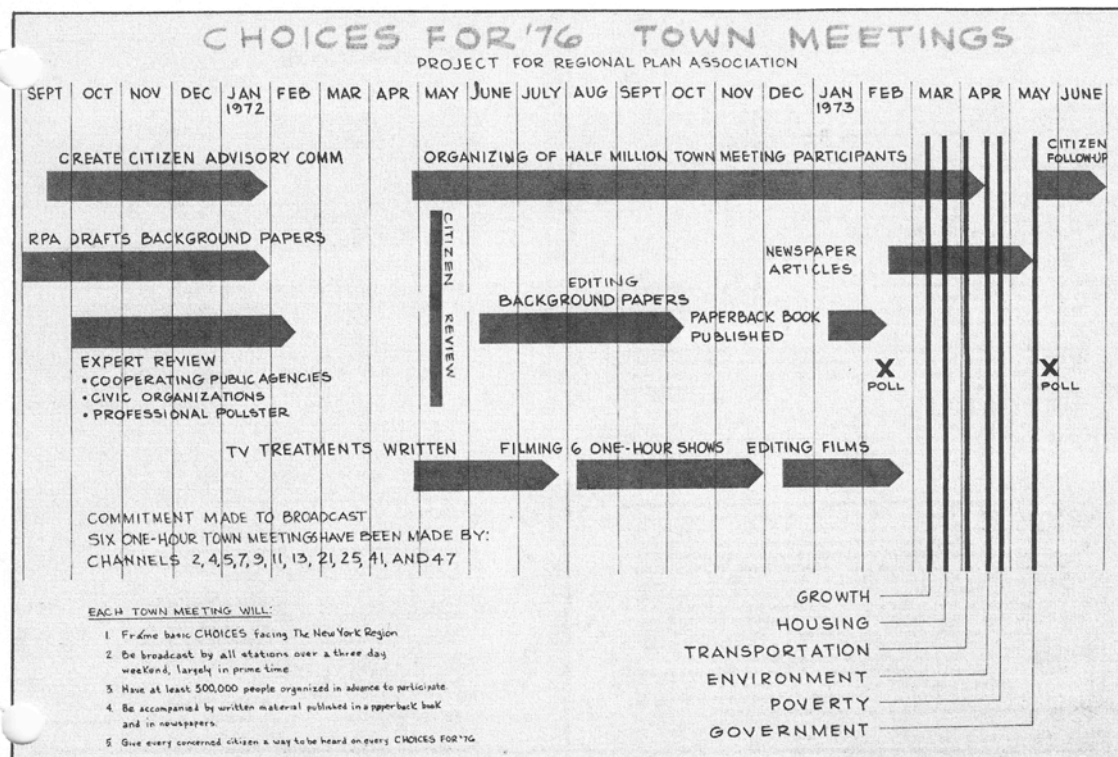 CHOICES FOR '76 TOWN MEETINGS
PROJECT FOR REGIONAL PLAN ASSOCIATION
SEPT OCT NOV DEC JAN FEB MAR APR MAY JUNE JULY AUG SEPT OCT NOV DEC JAN FEB MAR APR MAY JUNE
1972 1973
CREATE CITIZEN ADVISORY COMM
ORGANIZING OF HALF MILLION TOWN MEETING PARTICIPANTS
CITIZEN
FOLLOW-UP
RPA DRAFTS BACKGROUND PAPERS
CITIZEN REVIEW
NEWSPAPER
ARTICLES
EDITING
BACKGROUND PAPERS
PAPERBACK BOOK
PUBLISHED
EXPERT REVIEW
• COOPERATING PUBLIC AGENCIES
• CIVIC ORGANIZATIONS
• PROFESSIONAL POLLSTER
X
POLL
X
POLL
TV TREATMENTS WRITTEN
FILMING 6 ONE-HOUR SHOWS
EDITING FILMS
COMMITMENT MADE TO BROADCAST
SIX ONE-HOUR TOWN MEETINGS HAVE BEEN MADE BY:
CHANNELS 2, 4, 5, 7, 9, 11, 13, 21, 25, 41, AND 47
EACH TOWN MEETING WILL:
1. Frame basic CHOICES facing The New York Region
2. Be broadcast by all stations over a three day
weekend, largely in prime time.
3. Have at least 500,000 people organized in advance to participate
4. Be accompanied by written material published in a paperback book
and in newspapers.
5. Give every concerned citizen a way to be heard on every CHOICES FOR '76
GROWTH
HOUSING
TRANSPORTATION
ENVIRONMENT
POVERTY
GOVERNMENT